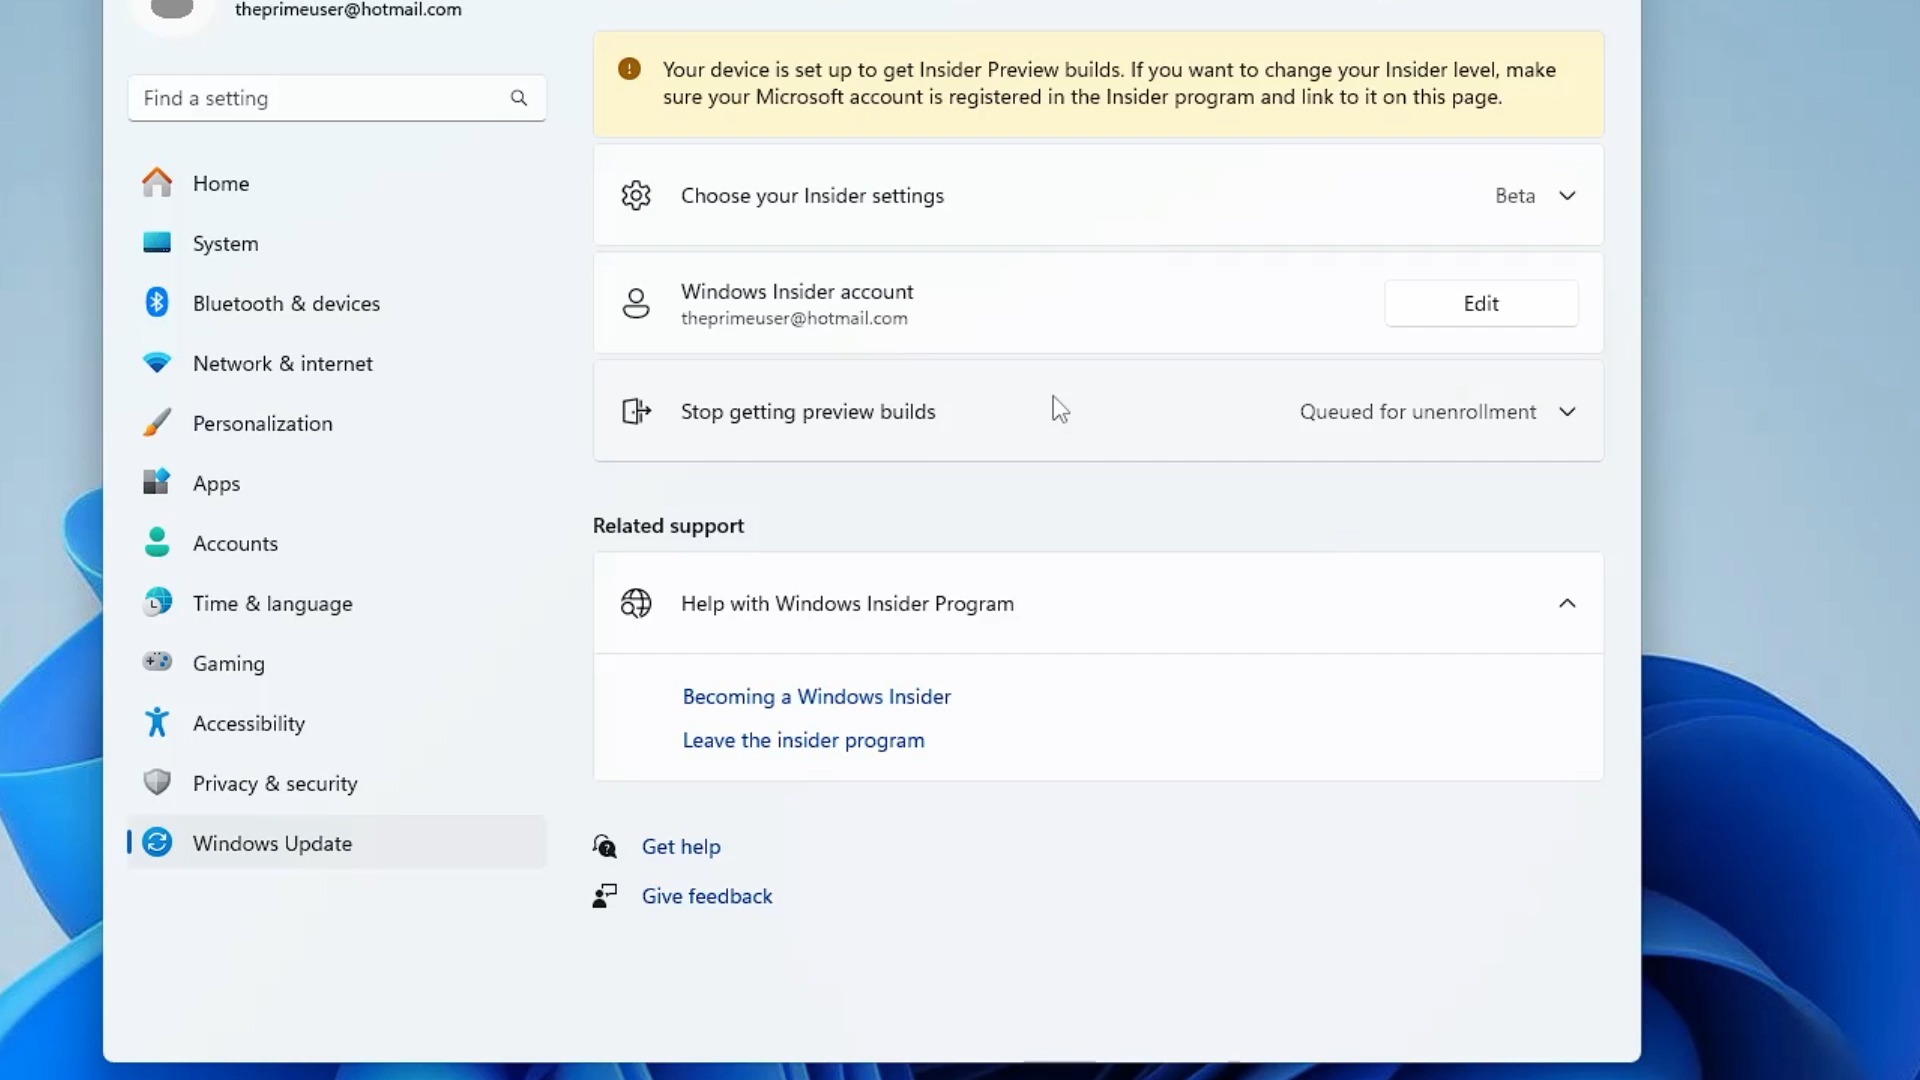 theprimeuser@hotmail.com
Find a setting
Home
System
Bluetooth & devices
Network & internet
Personalization
Apps
Accounts
Time & language
Gaming
Accessibility
Privacy & security
Windows Update
Your device is set up to get Insider Preview builds. If you want to change your Insider level, make
sure your Microsoft account is registered in the Insider program and link to it on this page.
Choose your Insider settings
Beta
Windows Insider account
theprimeuser@hotmail.com
Edit
Stop getting preview builds
Queued for unenrollment
Related support
Help with Windows Insider Program
Becoming a Windows Insider
Leave the insider program
Get help
Give feedback